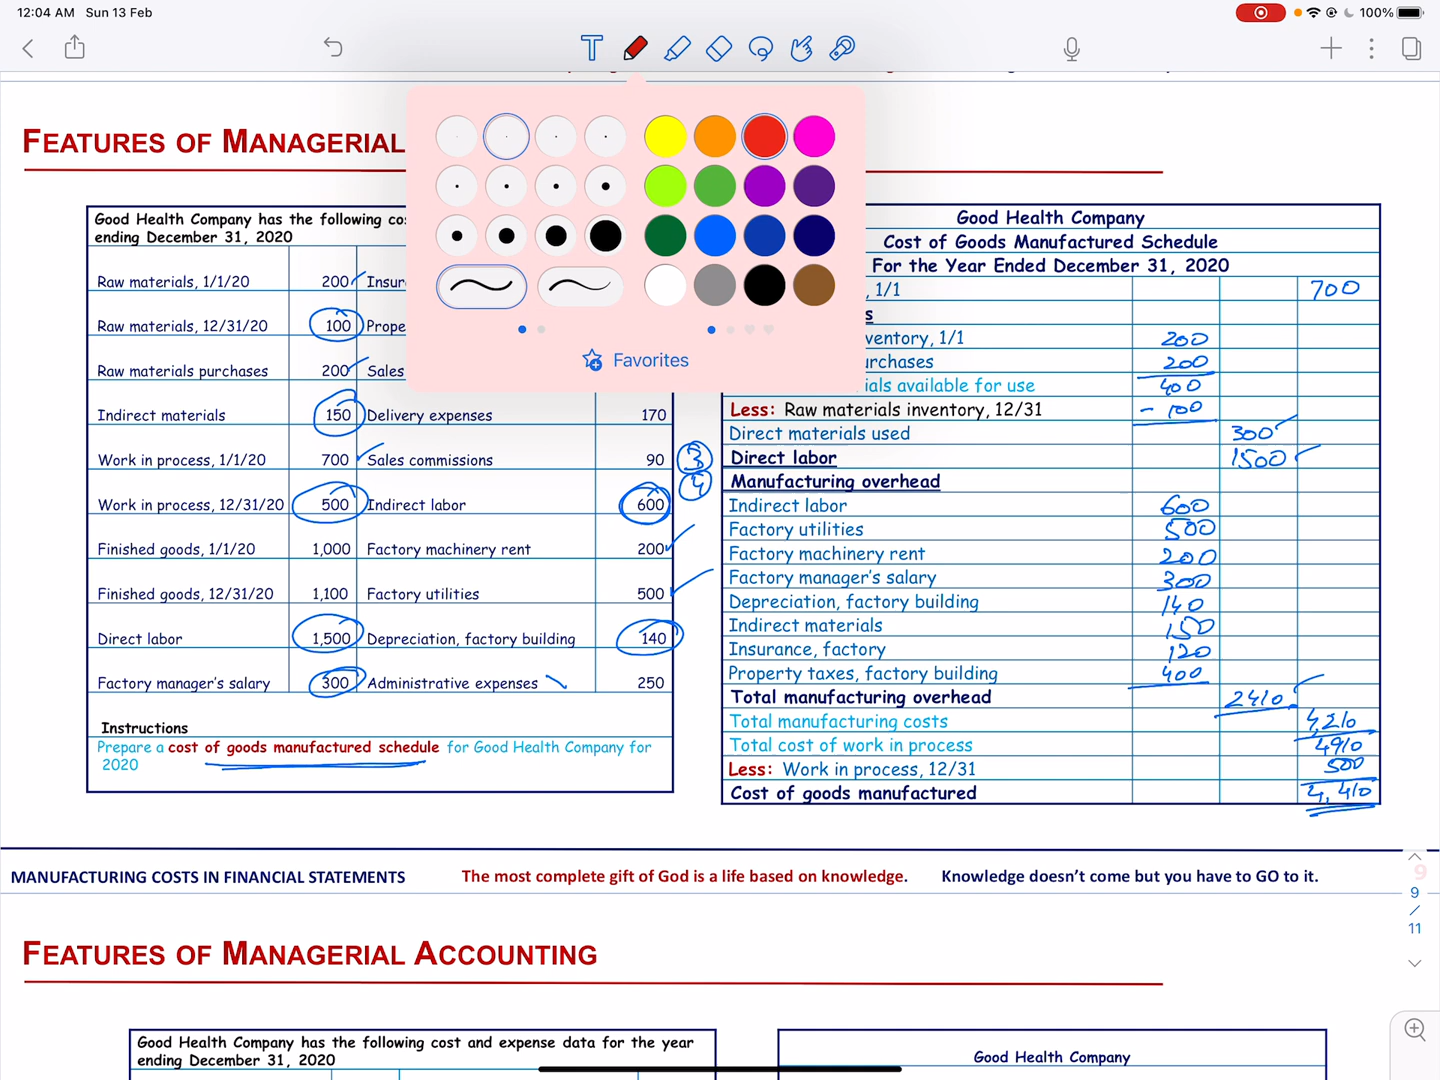 12:04 AM Sun 13 Feb
100%
T
FEATURES OF MANAGERIAL
Favorites
Good Health Company has the following co
ending December 31, 2020
Raw materials, 1/1/20 200 Insur
Raw materials, 12/31/20 100 Prope
Raw materials purchases 200 Sales
Indirect materials 150 Delivery expenses 170
Work in process, 1/1/20 700 Sales commissions 90
Work in process, 12/31/20 500 Indirect labor 600
Finished goods, 1/1/20 1,000 Factory machinery rent 200
Finished goods, 12/31/20 1,100 Factory utilities 500
Direct labor 1,500 Depreciation, factory building 140
Factory manager's salary 300 Administrative expenses 250
Instructions
Prepare a cost of goods manufactured schedule for Good Health Company for
2020
3
4
Good Health Company
Cost of Goods Manufactured Schedule
For the Year Ended December 31, 2020
, 1/1 700
s
ventory, 1/1 200
urchases 200
ials available for use 400
Less: Raw materials inventory, 12/31 - 100
Direct materials used 300
Direct labor 1500
Manufacturing overhead
Indirect labor 600
Factory utilities 500
Factory machinery rent 200
Factory manager's salary 300
Depreciation, factory building 140
Indirect materials 150
Insurance, factory 120
Property taxes, factory building 400
Total manufacturing overhead 2410
Total manufacturing costs 4,210
Total cost of work in process 4910
Less: Work in process, 12/31 500
Cost of goods manufactured 4,410
MANUFACTURING COSTS IN FINANCIAL STATEMENTS The most complete gift of God is a life based on knowledge. Knowledge doesn't come but you have to GO to it. 9
9
/
11
FEATURES OF MANAGERIAL ACCOUNTING
Good Health Company has the following cost and expense data for the year
ending December 31, 2020
Good Health Company